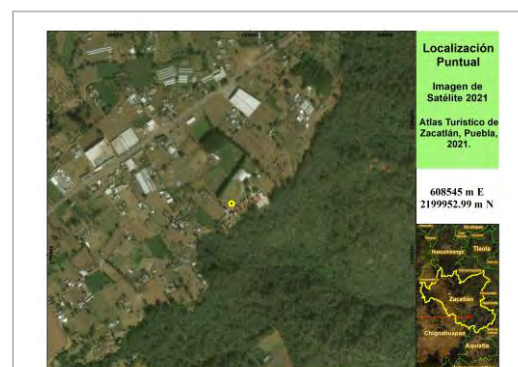 Localización
Puntual
Imagen de
Satélite 2021
Atlas Turístico de
Zacatlán, Puebla,
2021.
608545 m E
2199952.99 m N
Tlaola
Zacatlán
Chignahuapan
Aquixtla